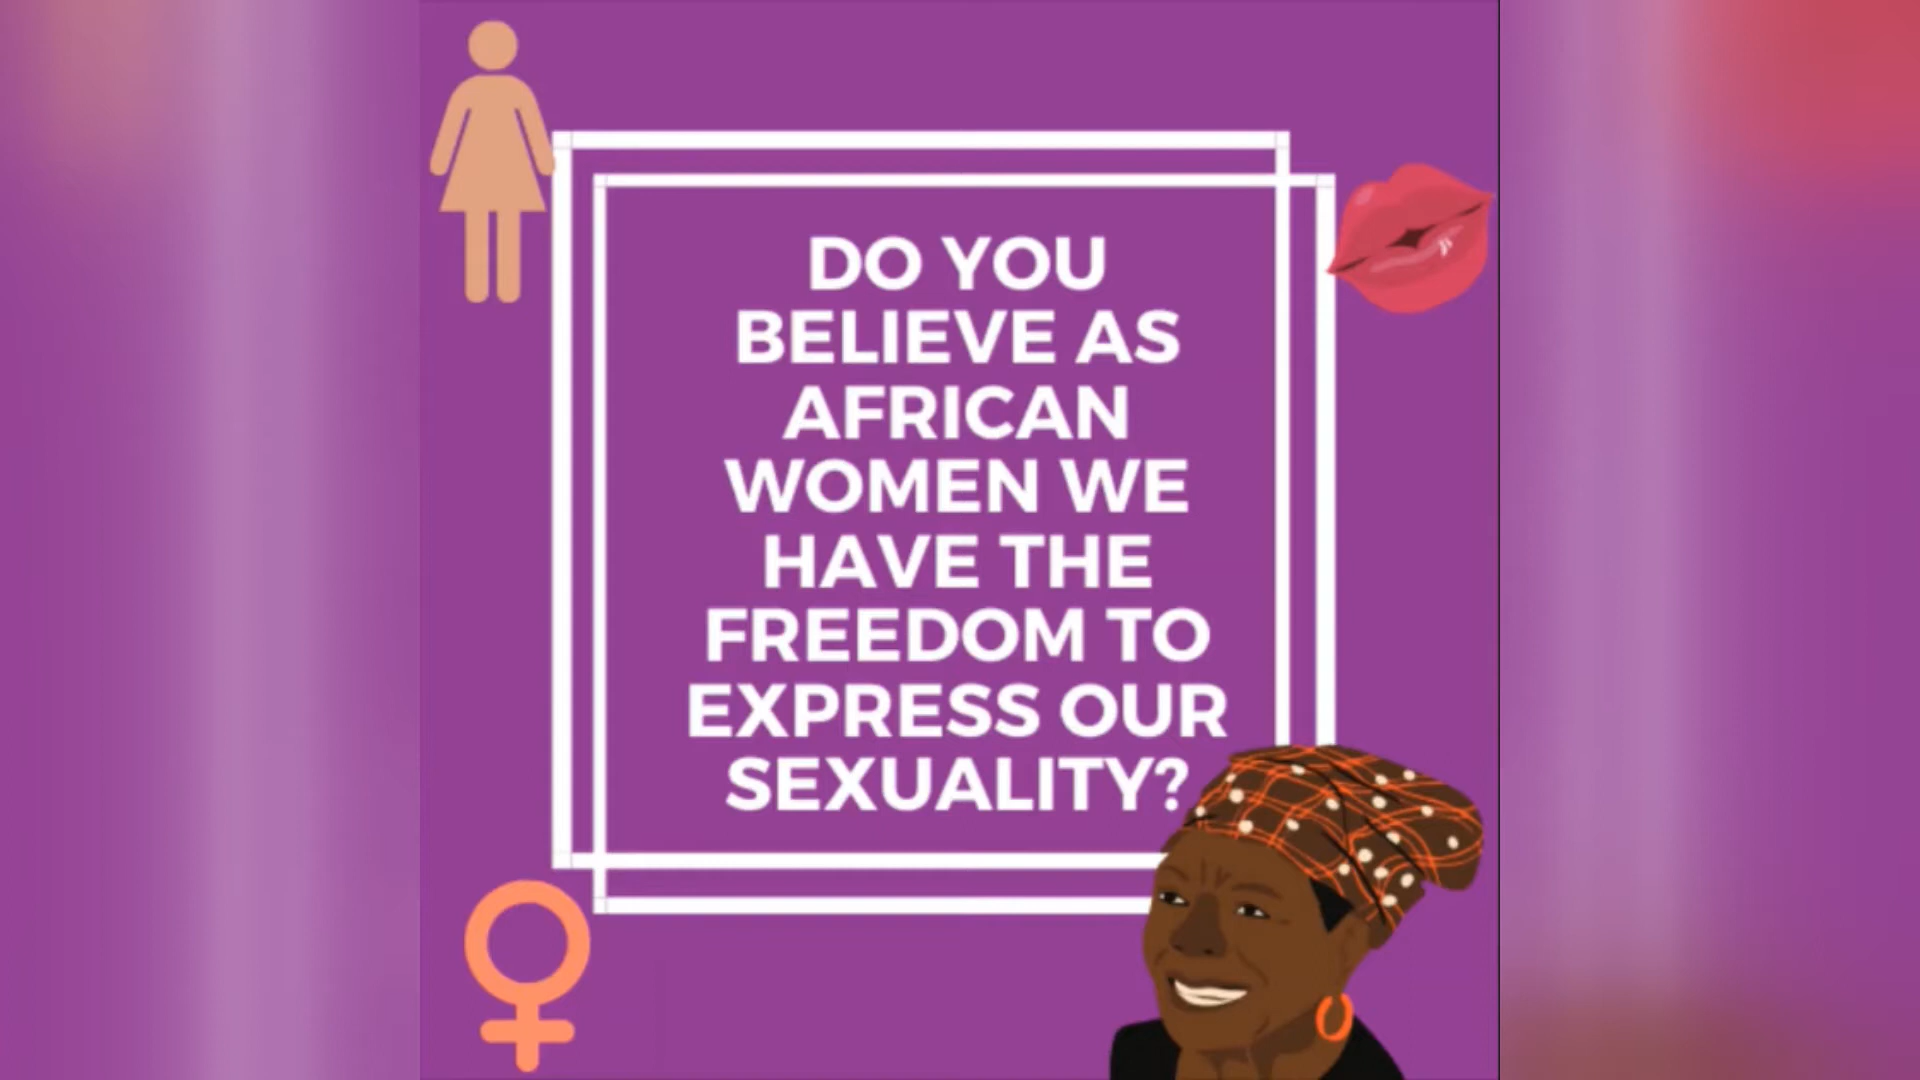 DO YOU
BELIEVE AS
AFRICAN
WOMEN WE
HAVE THE
FREEDOM TO
EXPRESS OUR
SEXUALITY?